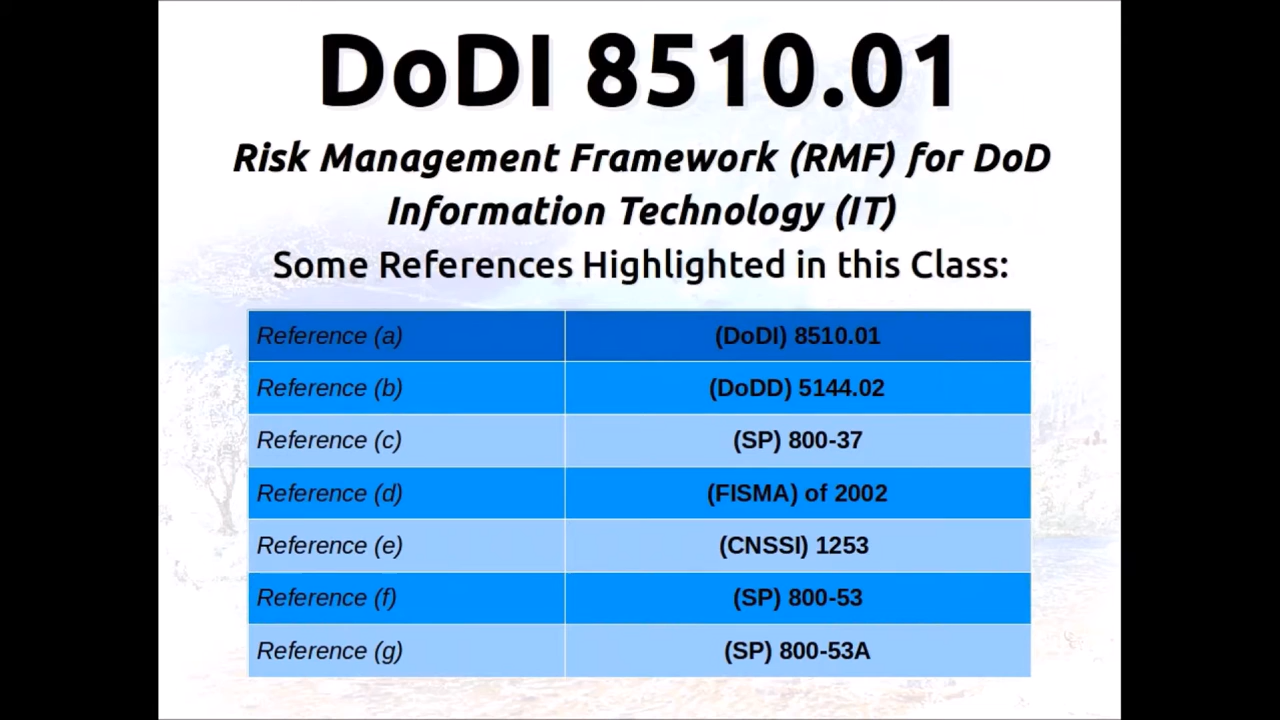 DoDI 8510.01
Risk Management Framework (RMF) for DoD
Information Technology (IT)
Some References Highlighted in this Class:
Reference (a) (DoDI) 8510.01
Reference (b) (DoDD) 5144.02
Reference (c) (SP) 800-37
Reference (d) (FISMA) of 2002
Reference (e) (CNSSI) 1253
Reference (f) (SP) 800-53
Reference (g) (SP) 800-53A